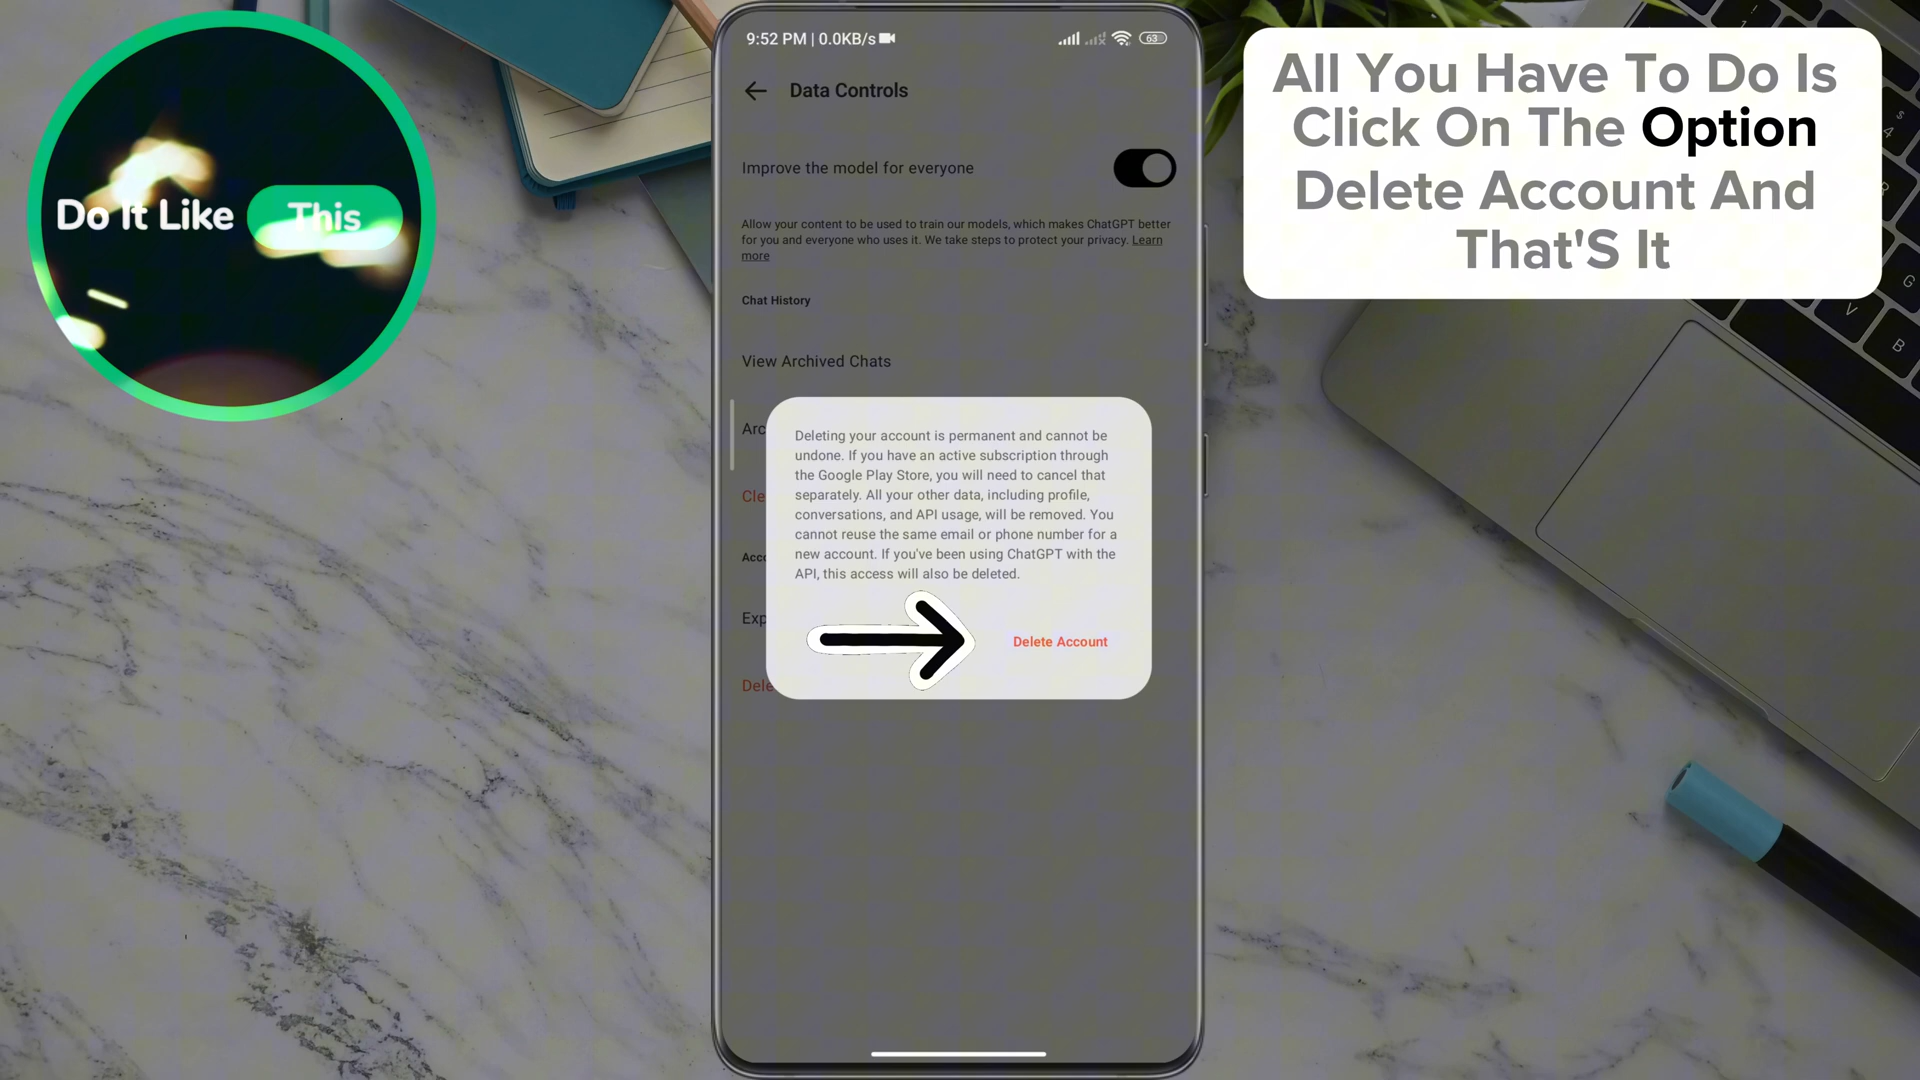 Do It Like This
9:52 PM | 0.0KB/s
63
Data Controls
Improve the model for everyone
Allow your content to be used to train our models, which makes ChatGPT better
for you and everyone who uses it. We take steps to protect your privacy. Learn
more
Chat History
View Archived Chats
Arc
Cle
Acco
Exp
Dele
Deleting your account is permanent and cannot be
undone. If you have an active subscription through
the Google Play Store, you will need to cancel that
separately. All your other data, including profile,
conversations, and API usage, will be removed. You
cannot reuse the same email or phone number for a
new account. If you've been using ChatGPT with the
API, this access will also be deleted.
Delete Account
All You Have To Do Is
Click On The Option
Delete Account And
That'S It
$
4
G
V
B